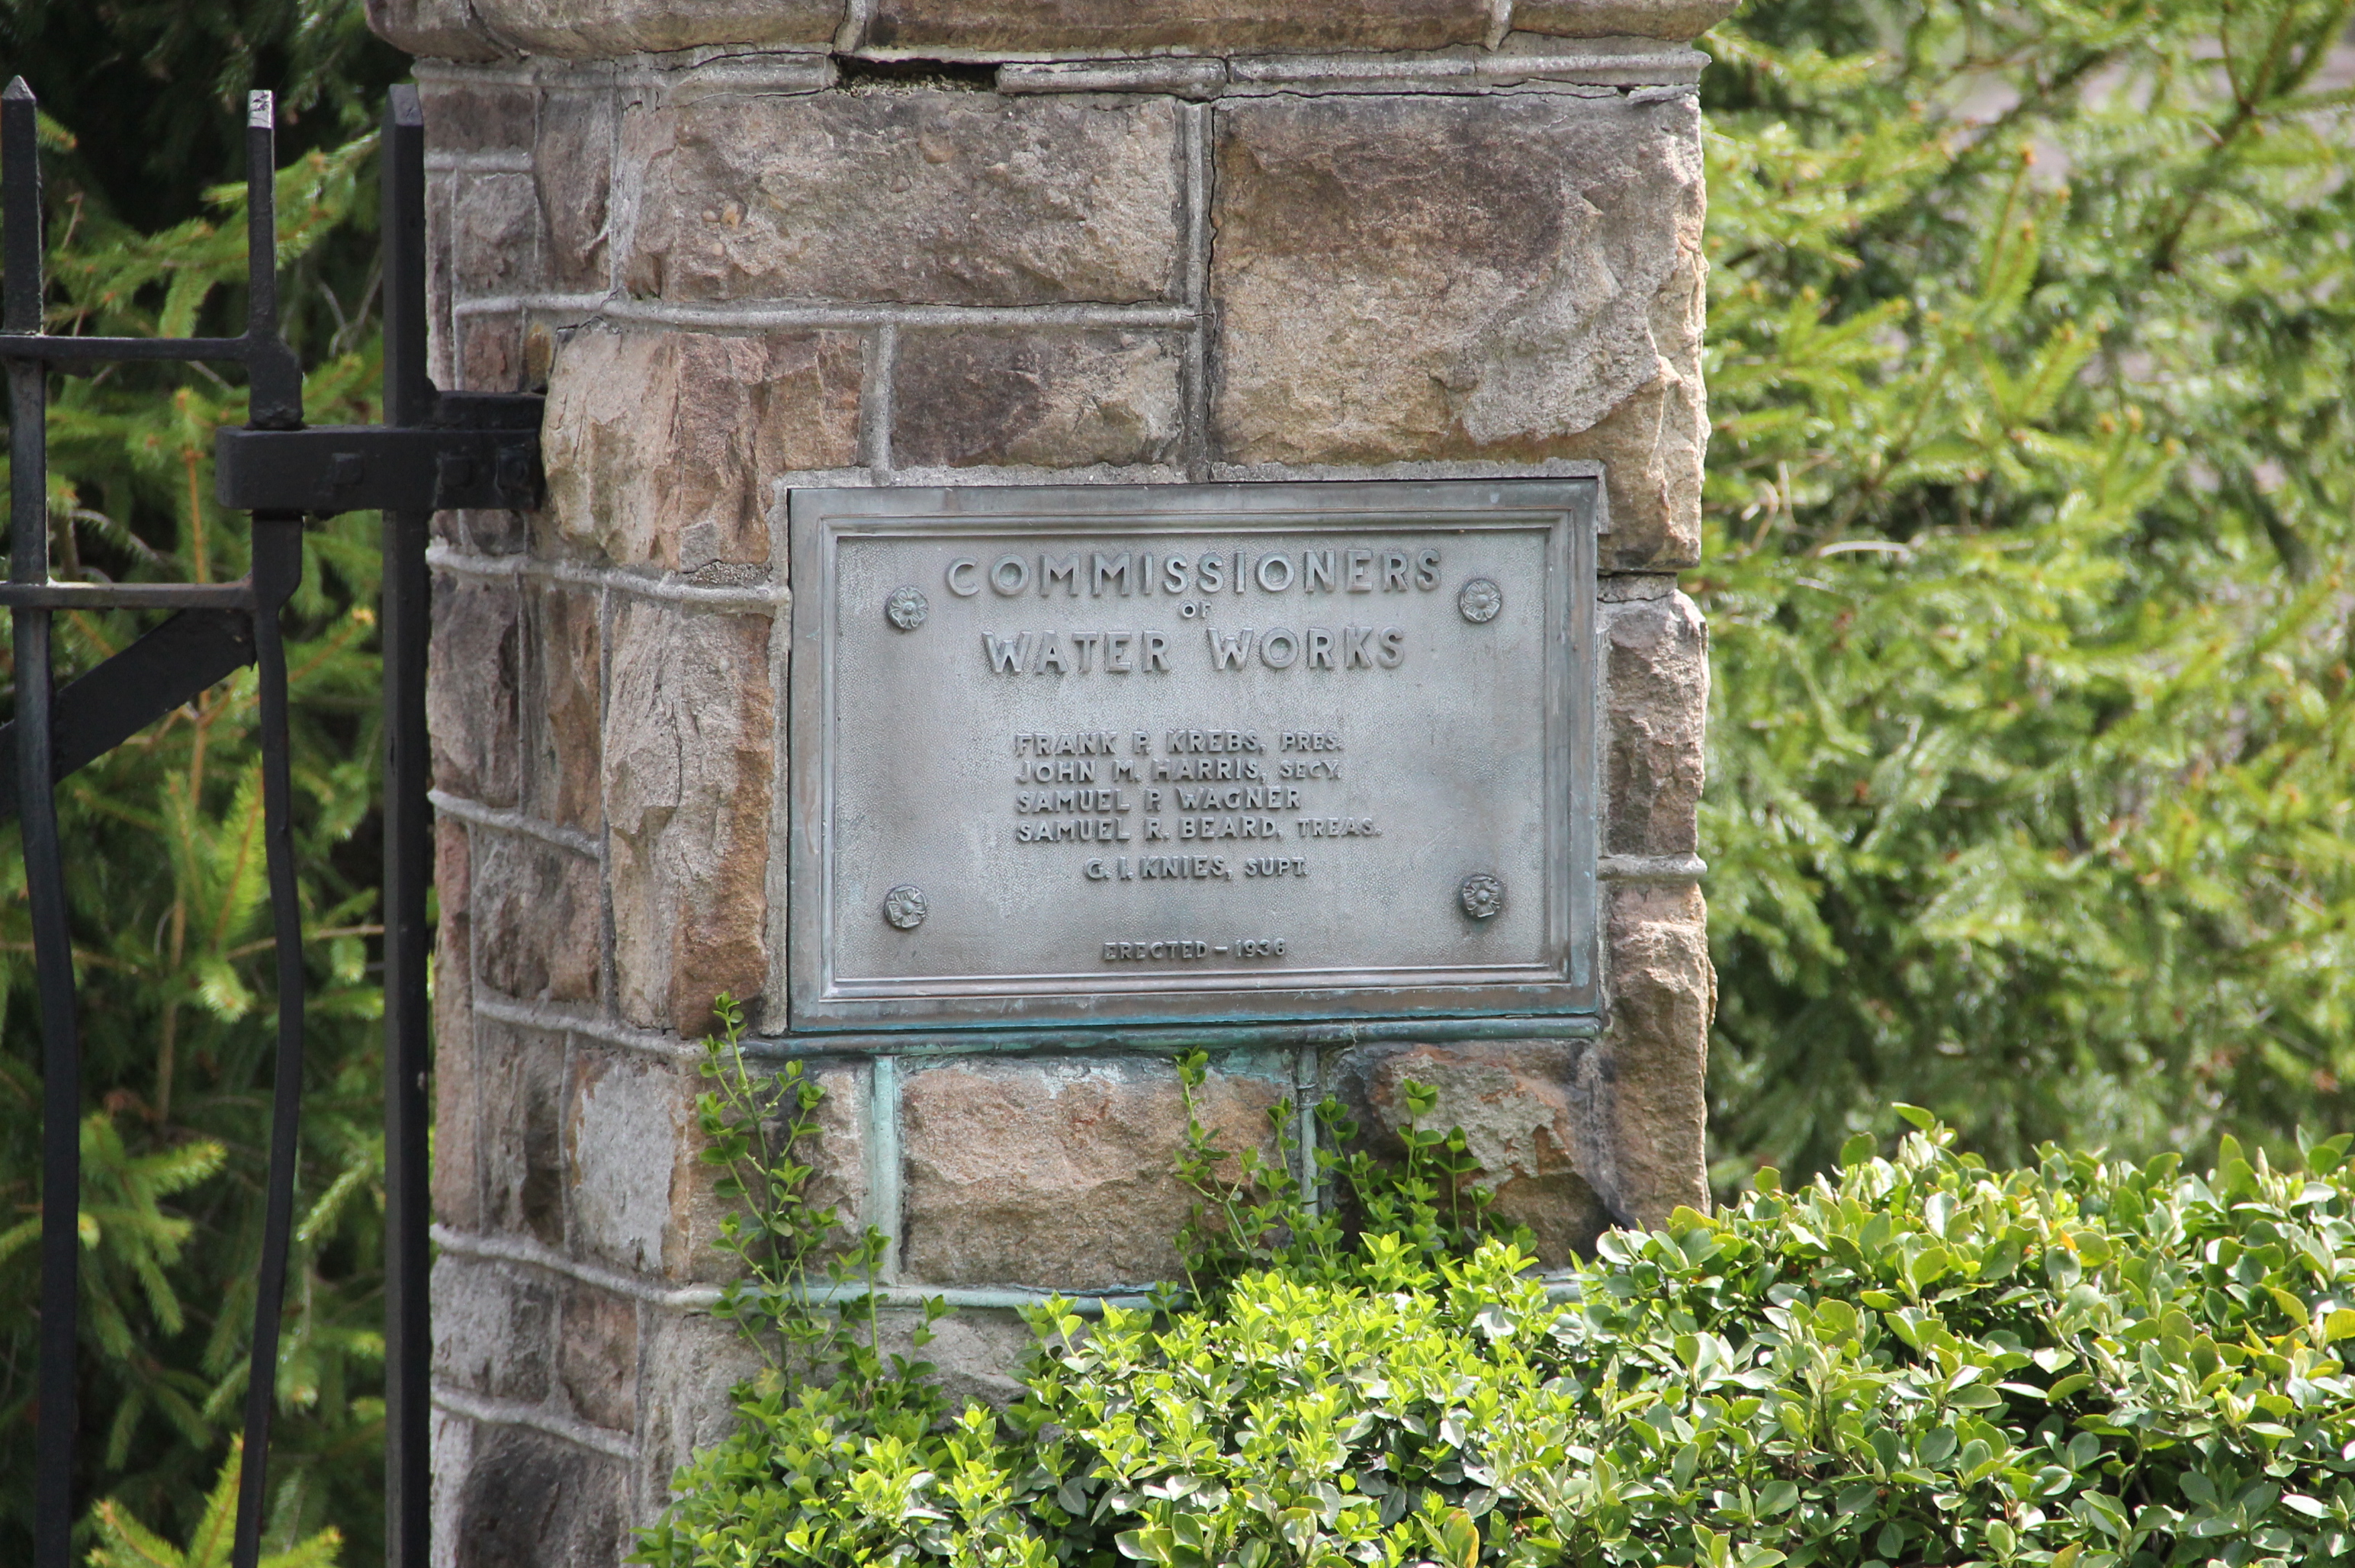 COMMISSIONERS
OF
WATER WORKS
FRANK P. KREBS, PRES.
JOHN M. HARRIS, SECY.
SAMUEL P. WAGNER
SAMUEL R. BEARD, TREAS.
G. I. KNIES, SUPT.
ERECTED – 1936